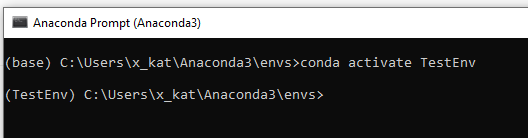 Anaconda Prompt (Anaconda3)
(base) C:\Users\x_kat\Anaconda3\envs>conda activate TestEnv
(TestEnv) C:\Users\x_kat\Anaconda3\envs>